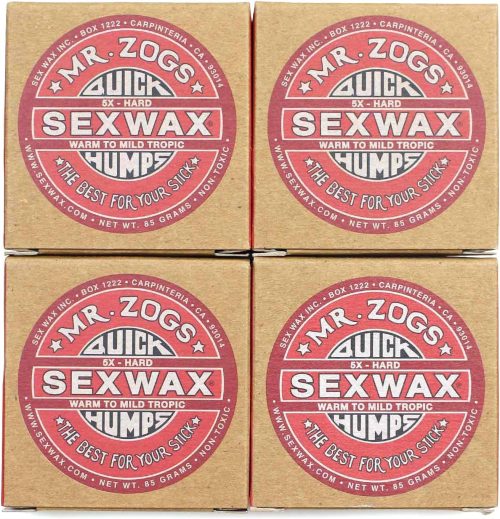 SEX WAX INC. • BOX 1222 • CARPINTERIA • CA • 93014
MR. ZOGS
QUICK
5X - HARD
SEXWAX®
WARM TO MILD TROPIC
HUMPS
THE BEST FOR YOUR STICK
• WWW.SEXWAX.COM • NET WT. 85 GRAMS • NON-TOXIC •
SEX WAX INC. • BOX 1222 • CARPINTERIA • CA • 93014
MR. ZOGS
QUICK
5X - HARD
SEXWAX®
WARM TO MILD TROPIC
HUMPS
THE BEST FOR YOUR STICK
• WWW.SEXWAX.COM • NET WT. 85 GRAMS • NON-TOXIC •
SEX WAX INC. • BOX 1222 • CARPINTERIA • CA • 93014
MR. ZOGS
QUICK
5X - HARD
SEXWAX®
WARM TO MILD TROPIC
HUMPS
THE BEST FOR YOUR STICK
• WWW.SEXWAX.COM • NET WT. 85 GRAMS • NON-TOXIC •
SEX WAX INC. • BOX 1222 • CARPINTERIA • CA • 93014
MR. ZOGS
QUICK
5X - HARD
SEXWAX®
WARM TO MILD TROPIC
HUMPS
THE BEST FOR YOUR STICK
• WWW.SEXWAX.COM • NET WT. 85 GRAMS • NON-TOXIC •